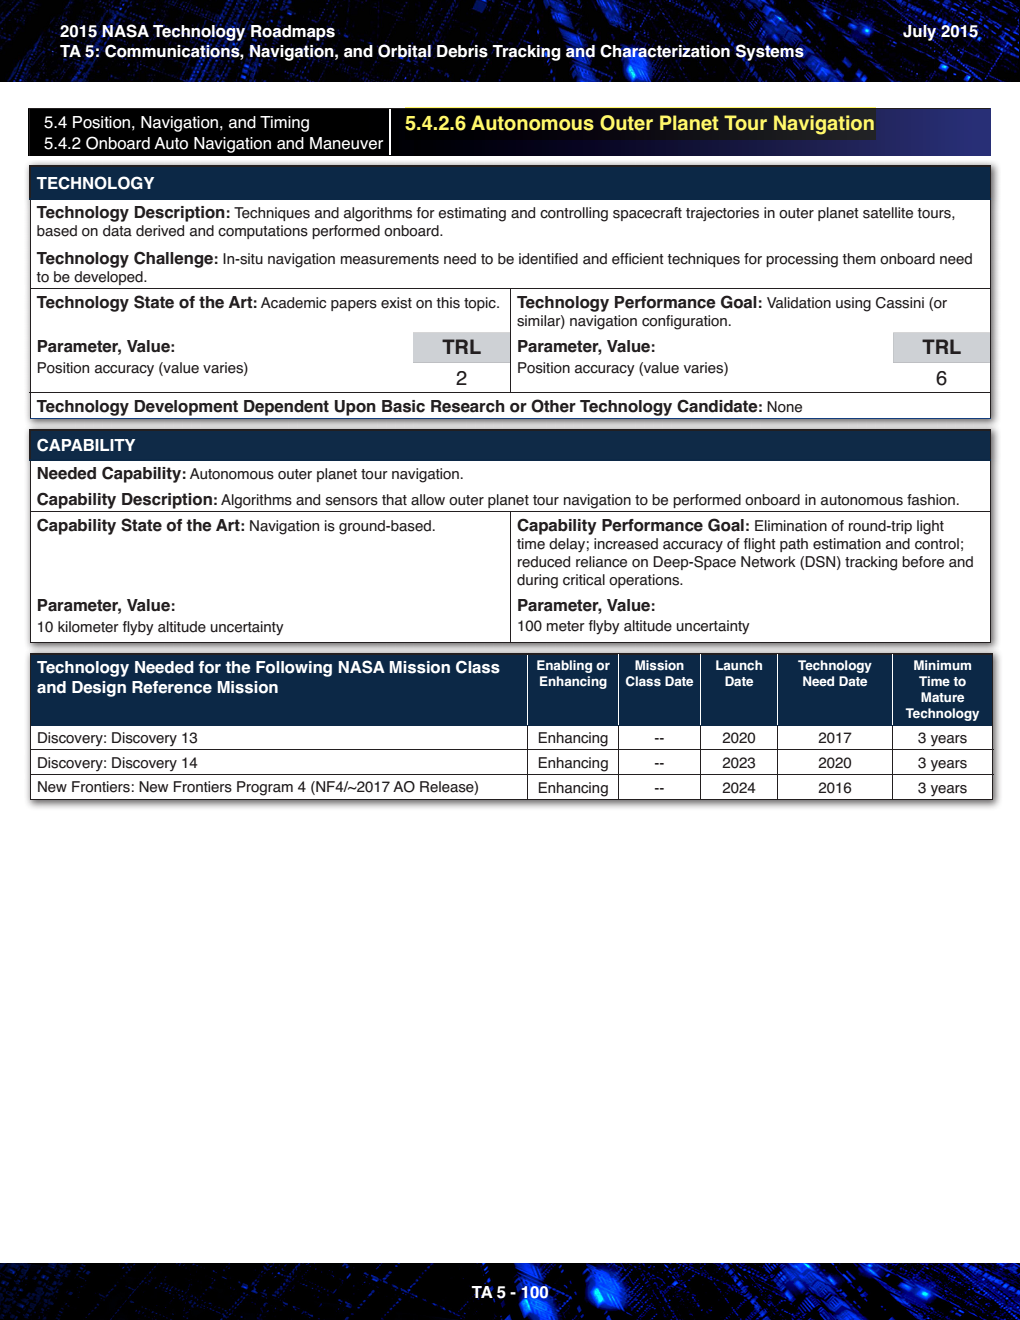 2015 NASA Technology Roadmaps
July 2015
TA 5: Communications, Navigation, and Orbital Debris Tracking and Characterization Systems
5.4 Position, Navigation, and Timing
5.4.2 Onboard Auto Navigation and Maneuver
5.4.2.6 Autonomous Outer Planet Tour Navigation
TECHNOLOGY
Technology Description: Techniques and algorithms for estimating and controlling spacecraft trajectories in outer planet satellite tours,
based on data derived and computations performed onboard.
Technology Challenge: In-situ navigation measurements need to be identified and efficient techniques for processing them onboard need
to be developed.
Technology State of the Art: Academic papers exist on this topic.
Parameter, Value:
Position accuracy (value varies)
TRL
2
Technology Performance Goal: Validation using Cassini (or
similar) navigation configuration.
Parameter, Value:
Position accuracy (value varies)
TRL
6
Technology Development Dependent Upon Basic Research or Other Technology Candidate: None
CAPABILITY
Needed Capability: Autonomous outer planet tour navigation.
Capability Description: Algorithms and sensors that allow outer planet tour navigation to be performed onboard in autonomous fashion.
Capability State of the Art: Navigation is ground-based.
Parameter, Value:
10 kilometer flyby altitude uncertainty
Capability Performance Goal: Elimination of round-trip light
time delay; increased accuracy of flight path estimation and control;
reduced reliance on Deep-Space Network (DSN) tracking before and
during critical operations.
Parameter, Value:
100 meter flyby altitude uncertainty
Technology Needed for the Following NASA Mission Class
and Design Reference Mission
Enabling or
Enhancing
Mission
Class Date
Launch
Date
Technology
Need Date
Minimum
Time to
Mature
Technology
Discovery: Discovery 13 Enhancing -- 2020 2017 3 years
Discovery: Discovery 14 Enhancing -- 2023 2020 3 years
New Frontiers: New Frontiers Program 4 (NF4/~2017 AO Release) Enhancing -- 2024 2016 3 years
TA 5 - 100